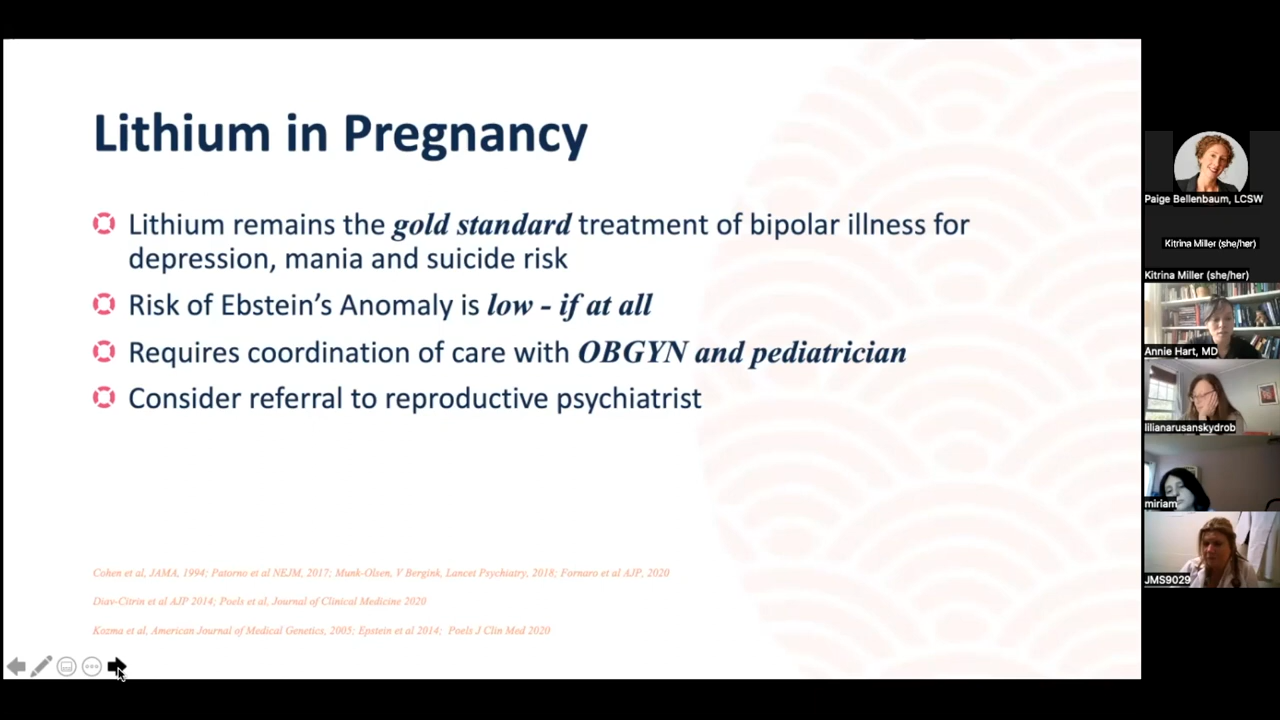 Lithium in Pregnancy
Lithium remains the gold standard treatment of bipolar illness for
depression, mania and suicide risk
Risk of Ebstein’s Anomaly is low - if at all
Requires coordination of care with OBGYN and pediatrician
Consider referral to reproductive psychiatrist
Cohen et al, JAMA, 1994; Patorno et al NEJM, 2017; Munk-Olsen, V Bergink, Lancet Psychiatry, 2018; Fornaro et al AJP, 2020
Diav-Citrin et al AJP 2014; Poels et al, Journal of Clinical Medicine 2020
Kozma et al, American Journal of Medical Genetics, 2005; Epstein et al 2014; Poels J Clin Med 2020
Paige Bellenbaum, LCSW
Kitrina Miller (she/her)
Kitrina Miller (she/her)
Annie Hart, MD
lilianarusanskydrob
miriam
JMS9029